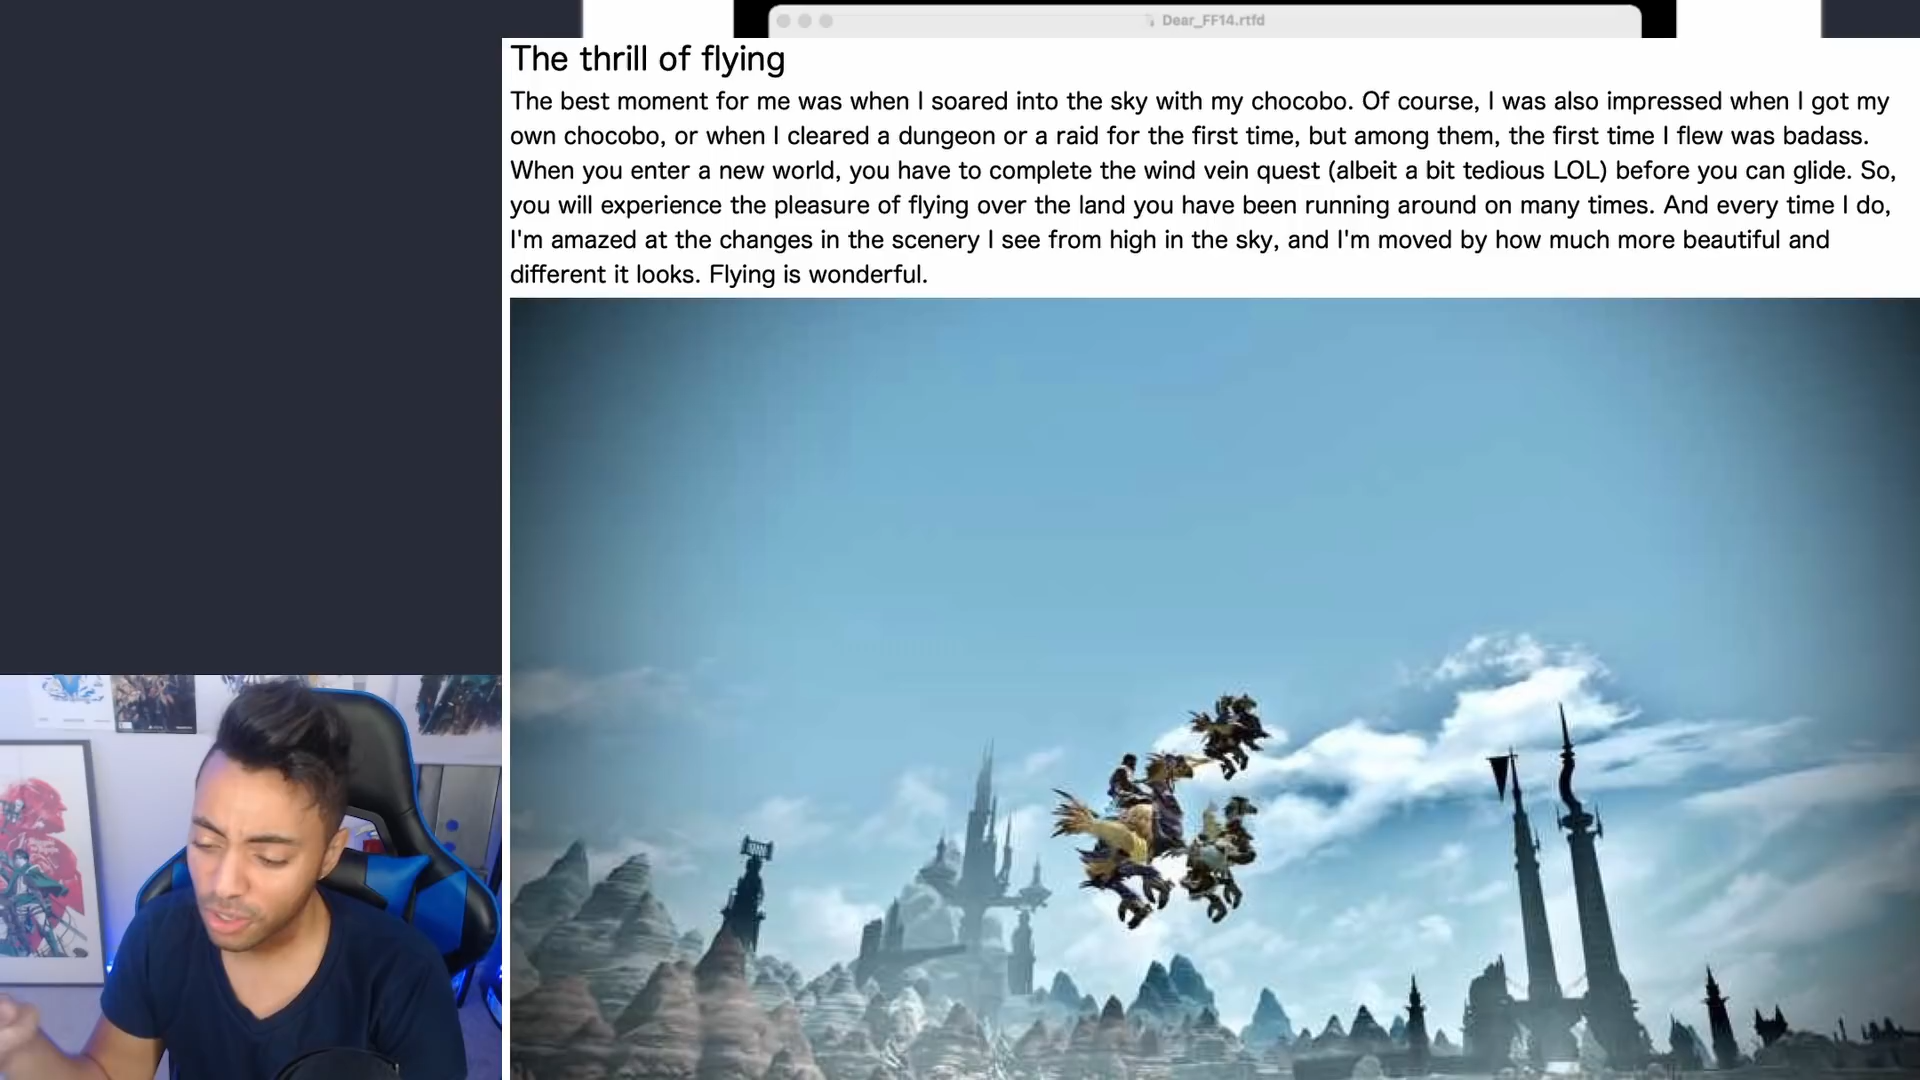 Dear_FF14.rtfd
The thrill of flying
The best moment for me was when I soared into the sky with my chocobo. Of course, I was also impressed when I got my
own chocobo, or when I cleared a dungeon or a raid for the first time, but among them, the first time I flew was badass.
When you enter a new world, you have to complete the wind vein quest (albeit a bit tedious LOL) before you can glide. So,
you will experience the pleasure of flying over the land you have been running around on many times. And every time I do,
I'm amazed at the changes in the scenery I see from high in the sky, and I'm moved by how much more beautiful and
different it looks. Flying is wonderful.